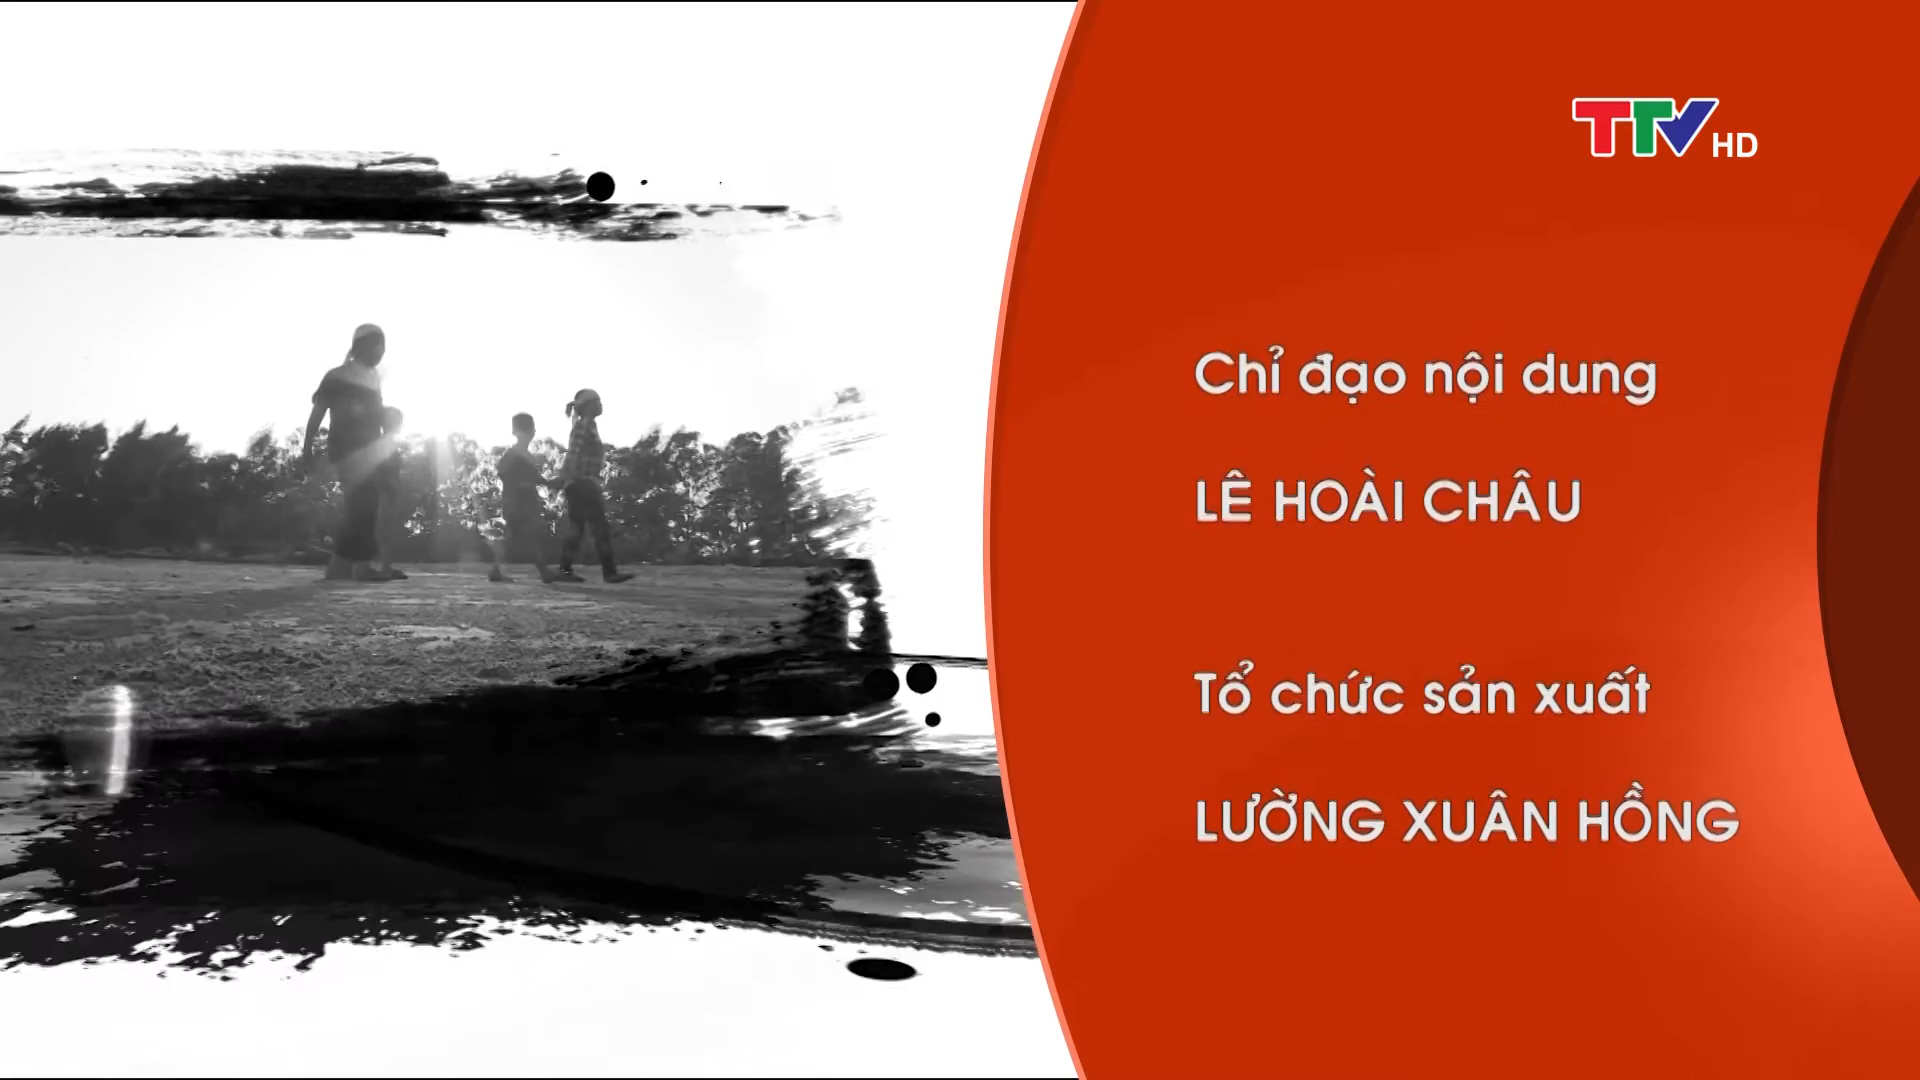 TTV HD
Chỉ đạo nội dung
LÊ HOÀI CHÂU
Tổ chức sản xuất
LƯỜNG XUÂN HỒNG